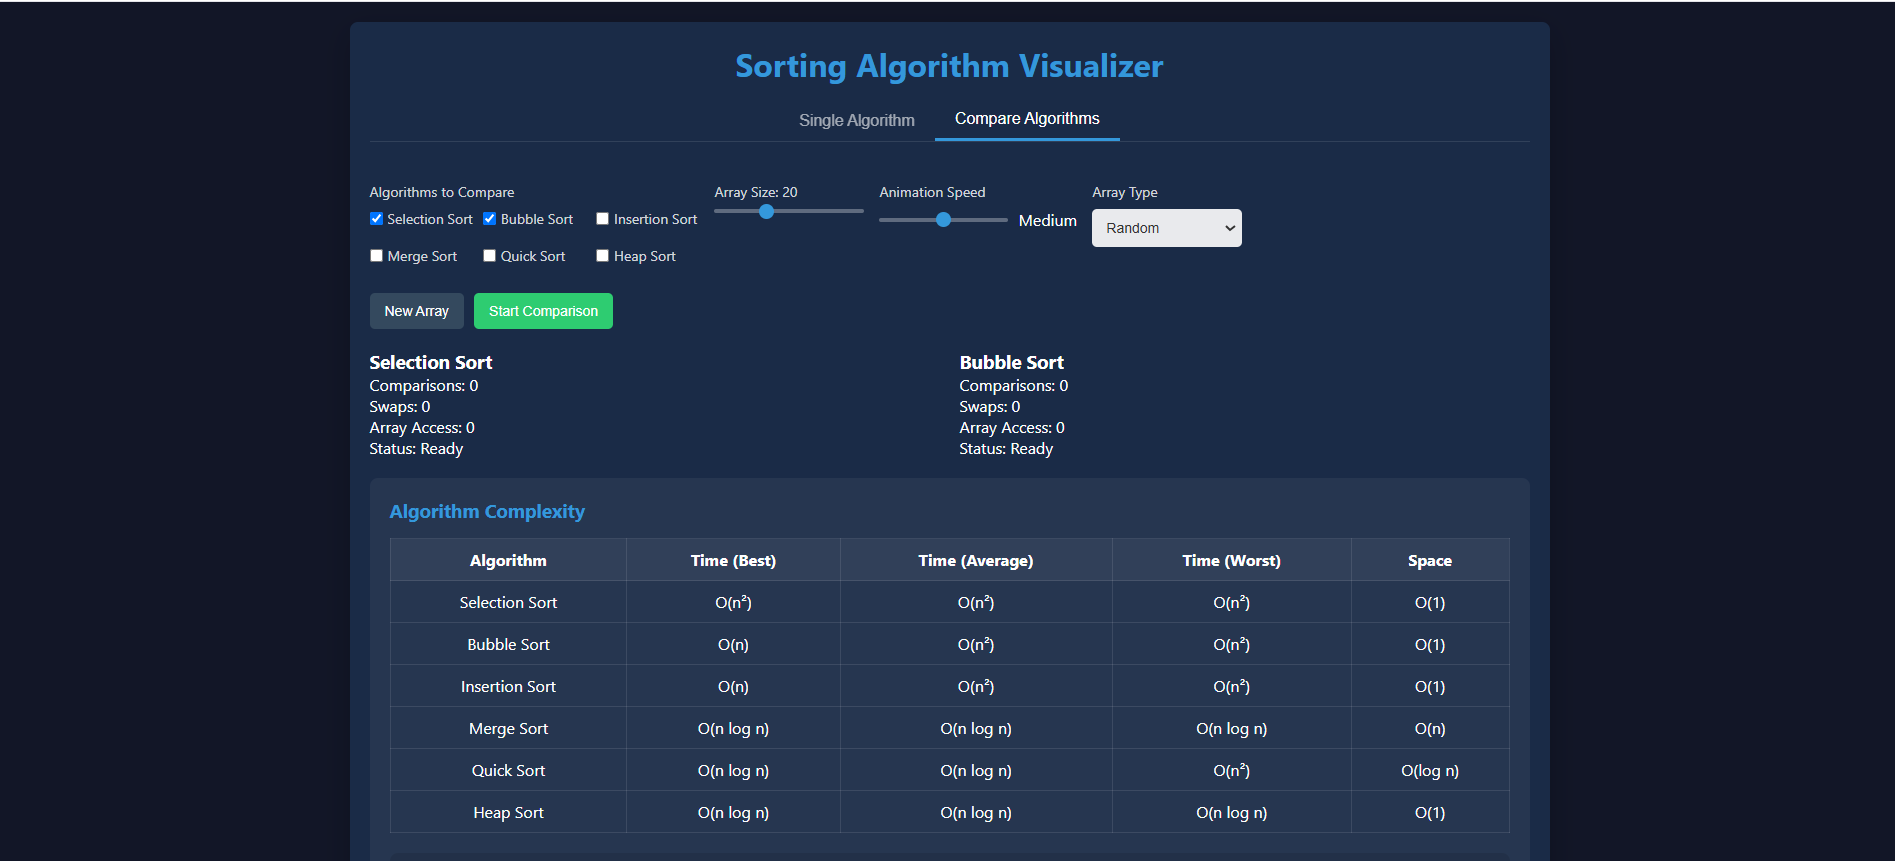 Sorting Algorithm Visualizer
Single Algorithm Compare Algorithms
Algorithms to Compare Array Size: 20 Animation Speed Array Type
Selection Sort Bubble Sort Insertion Sort Medium Random
Merge Sort Quick Sort Heap Sort
New Array Start Comparison
Selection Sort
Comparisons: 0
Swaps: 0
Array Access: 0
Status: Ready
Bubble Sort
Comparisons: 0
Swaps: 0
Array Access: 0
Status: Ready
Algorithm Complexity
Algorithm Time (Best) Time (Average) Time (Worst) Space
Selection Sort O(n²) O(n²) O(n²) O(1)
Bubble Sort O(n) O(n²) O(n²) O(1)
Insertion Sort O(n) O(n²) O(n²) O(1)
Merge Sort O(n log n) O(n log n) O(n log n) O(n)
Quick Sort O(n log n) O(n log n) O(n²) O(log n)
Heap Sort O(n log n) O(n log n) O(n log n) O(1)